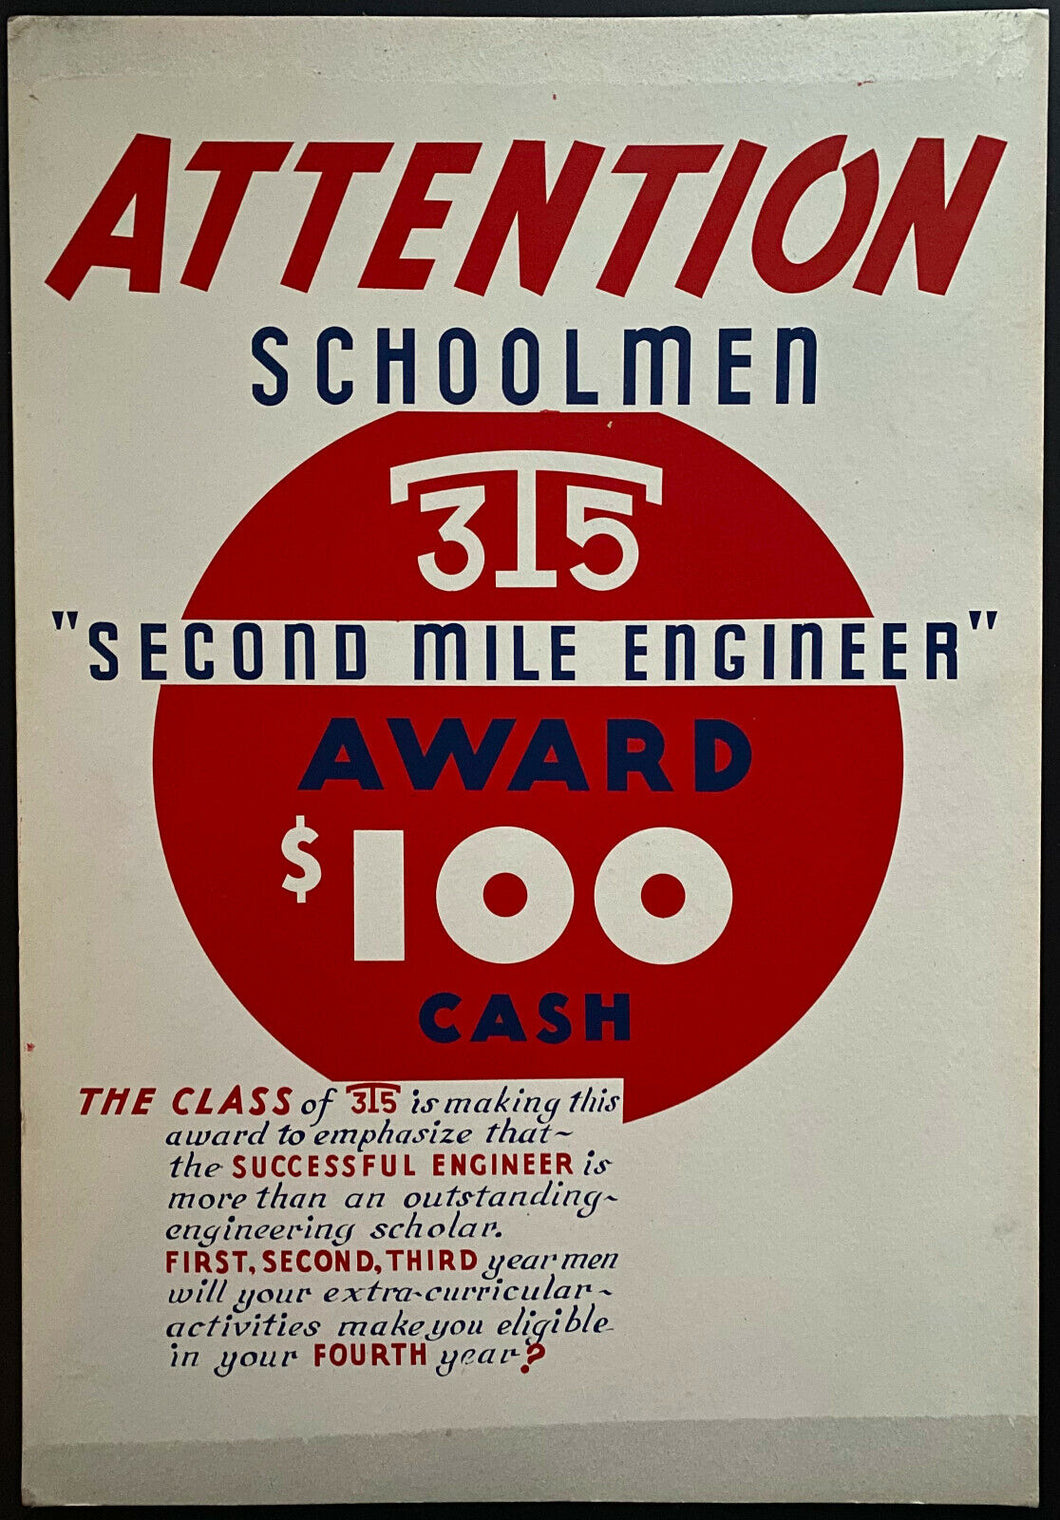 ATTENTION
SCHOOLMEN
3T5
"SECOND MILE ENGINEER"
AWARD
$100
CASH
THE CLASS of 3T5 is making this
award to emphasize that~
the SUCCESSFUL ENGINEER is
more than an outstanding~
engineering scholar.
FIRST, SECOND, THIRD year men
will your extra-curricular~
activities make you eligible
in your FOURTH year?